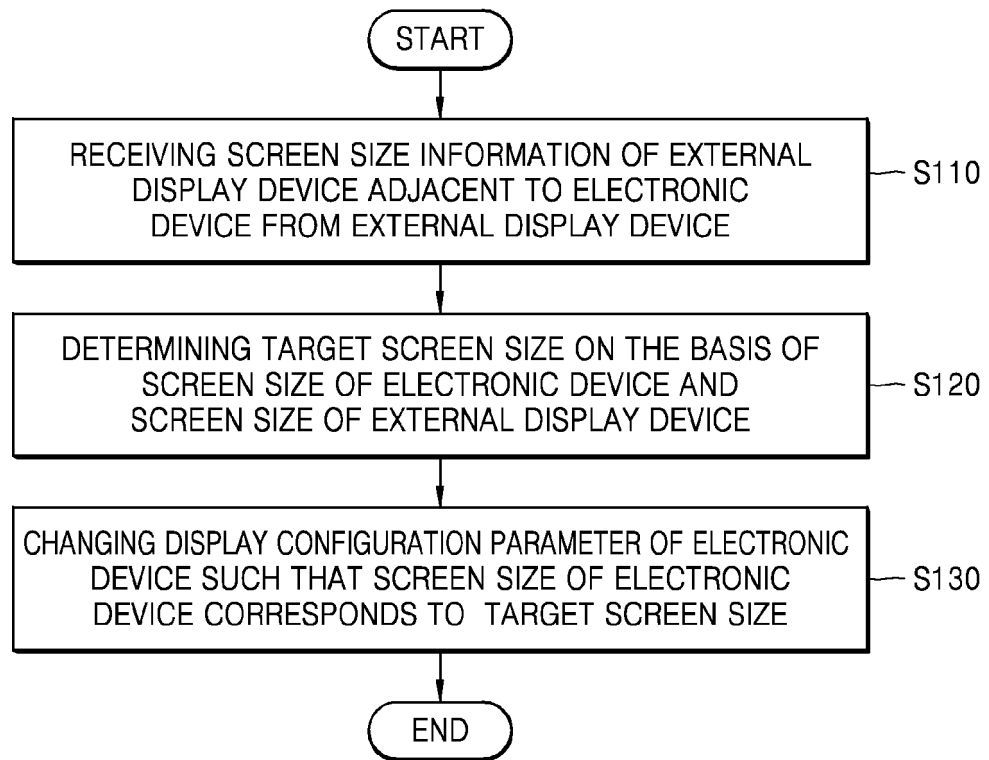 START
RECEIVING SCREEN SIZE INFORMATION OF EXTERNAL
DISPLAY DEVICE ADJACENT TO ELECTRONIC
DEVICE FROM EXTERNAL DISPLAY DEVICE
S110
DETERMINING TARGET SCREEN SIZE ON THE BASIS OF
SCREEN SIZE OF ELECTRONIC DEVICE AND
SCREEN SIZE OF EXTERNAL DISPLAY DEVICE
S120
CHANGING DISPLAY CONFIGURATION PARAMETER OF ELECTRONIC
DEVICE SUCH THAT SCREEN SIZE OF ELECTRONIC
DEVICE CORRESPONDS TO TARGET SCREEN SIZE
S130
END